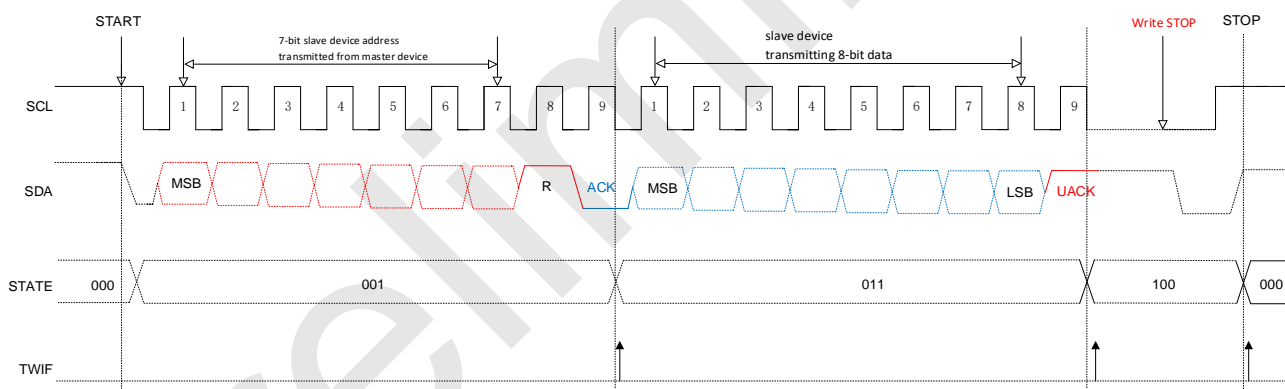 START
Write STOP
STOP
7-bit slave device address
transmitted from master device
slave device
transmitting 8-bit data
SCL
1 2 3 4 5 6 7 8 9 1 2 3 4 5 6 7 8 9
SDA
MSB R ACK MSB LSB UACK
STATE
000 001 011 100 000
TWIF